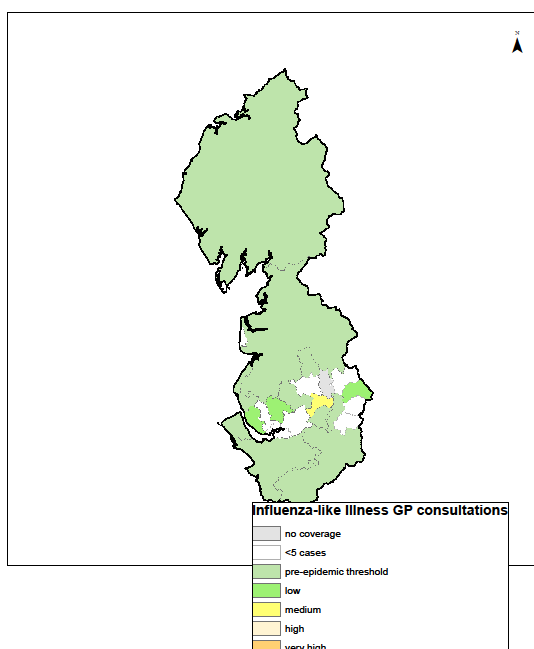 N
Influenza-like Illness GP consultations
no coverage
<5 cases
pre-epidemic threshold
low
medium
high
very high